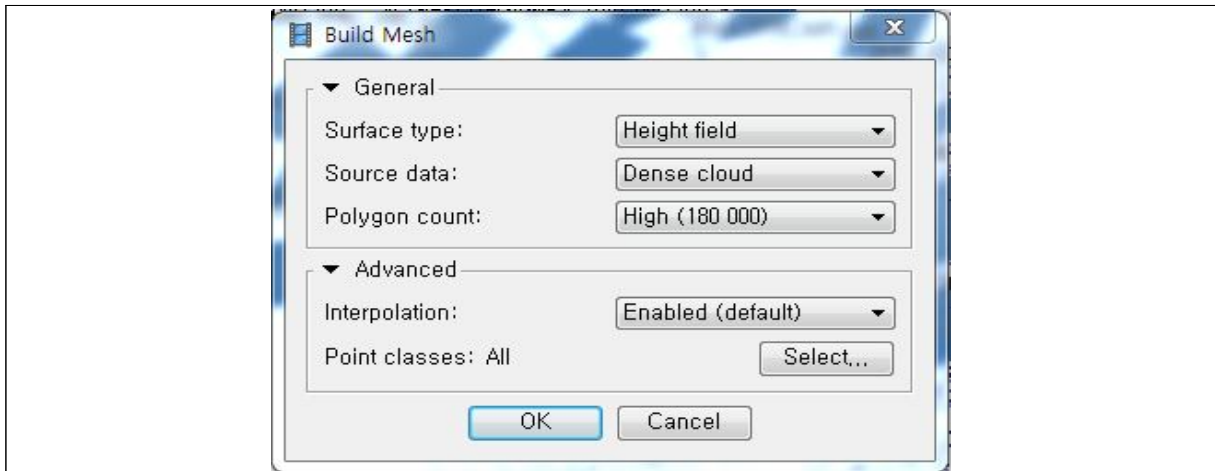 Build Mesh
General
Surface type: Height field
Source data: Dense cloud
Polygon count: High (180 000)
Advanced
Interpolation: Enabled (default)
Point classes: All Select...
OK Cancel